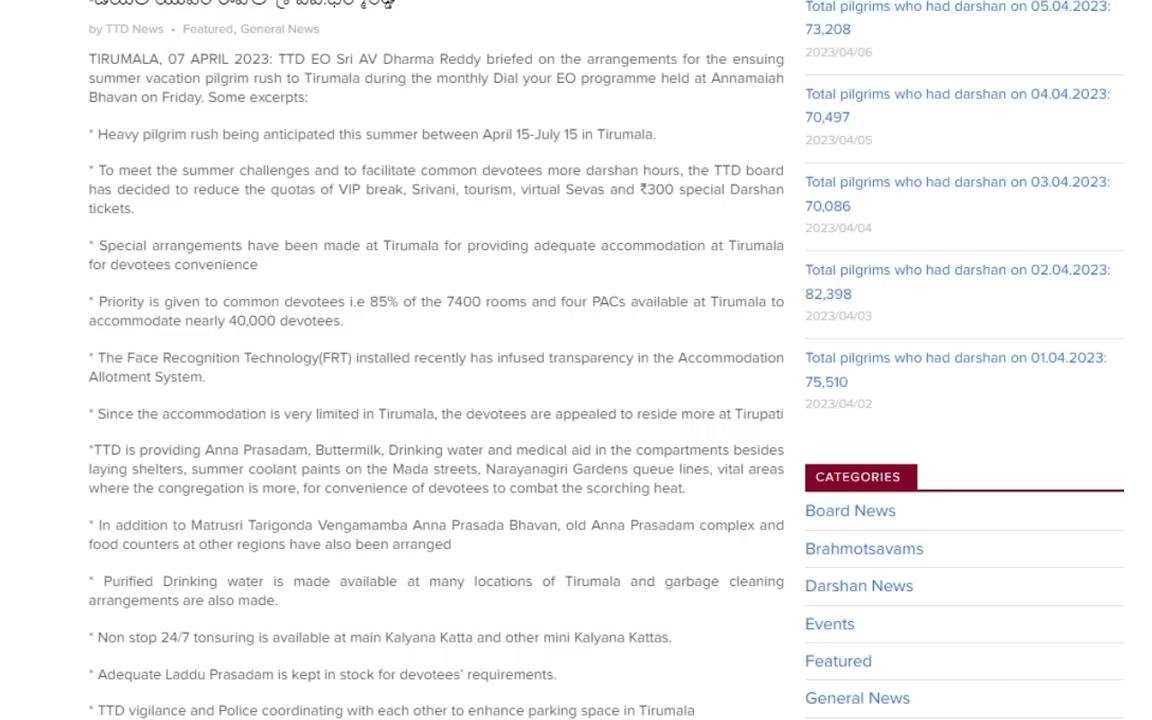 by TTD News • Featured, General News
TIRUMALA, 07 APRIL 2023: TTD EO Sri AV Dharma Reddy briefed on the arrangements for the ensuing
summer vacation pilgrim rush to Tirumala during the monthly Dial your EO programme held at Annamaiah
Bhavan on Friday. Some excerpts:
* Heavy pilgrim rush being anticipated this summer between April 15-July 15 in Tirumala.
* To meet the summer challenges and to facilitate common devotees more darshan hours, the TTD board
has decided to reduce the quotas of VIP break, Srivani, tourism, virtual Sevas and ₹300 special Darshan
tickets.
* Special arrangements have been made at Tirumala for providing adequate accommodation at Tirumala
for devotees convenience
* Priority is given to common devotees i.e 85% of the 7400 rooms and four PACs available at Tirumala to
accommodate nearly 40,000 devotees.
* The Face Recognition Technology(FRT) installed recently has infused transparency in the Accommodation
Allotment System.
* Since the accommodation is very limited in Tirumala, the devotees are appealed to reside more at Tirupati
*TTD is providing Anna Prasadam, Buttermilk, Drinking water and medical aid in the compartments besides
laying shelters, summer coolant paints on the Mada streets, Narayanagiri Gardens queue lines, vital areas
where the congregation is more, for convenience of devotees to combat the scorching heat.
* In addition to Matrusri Tarigonda Vengamamba Anna Prasada Bhavan, old Anna Prasadam complex and
food counters at other regions have also been arranged
* Purified Drinking water is made available at many locations of Tirumala and garbage cleaning
arrangements are also made.
* Non stop 24/7 tonsuring is available at main Kalyana Katta and other mini Kalyana Kattas.
* Adequate Laddu Prasadam is kept in stock for devotees' requirements.
* TTD vigilance and Police coordinating with each other to enhance parking space in Tirumala
Total pilgrims who had darshan on 05.04.2023:
73,208
2023/04/06
Total pilgrims who had darshan on 04.04.2023:
70,497
2023/04/05
Total pilgrims who had darshan on 03.04.2023:
70,086
2023/04/04
Total pilgrims who had darshan on 02.04.2023:
82,398
2023/04/03
Total pilgrims who had darshan on 01.04.2023:
75,510
2023/04/02
CATEGORIES
Board News
Brahmotsavams
Darshan News
Events
Featured
General News